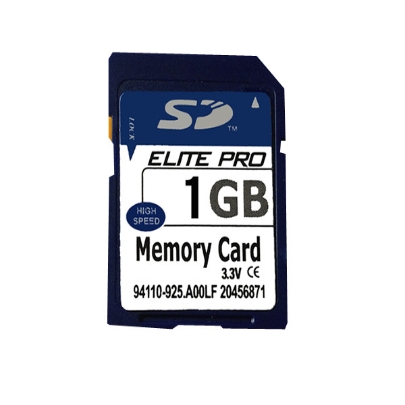 SD
TM
LOCK
ELITE PRO
1GB
HIGH
SPEED
Memory Card
3.3V CE
94110-925.A00LF 20456871